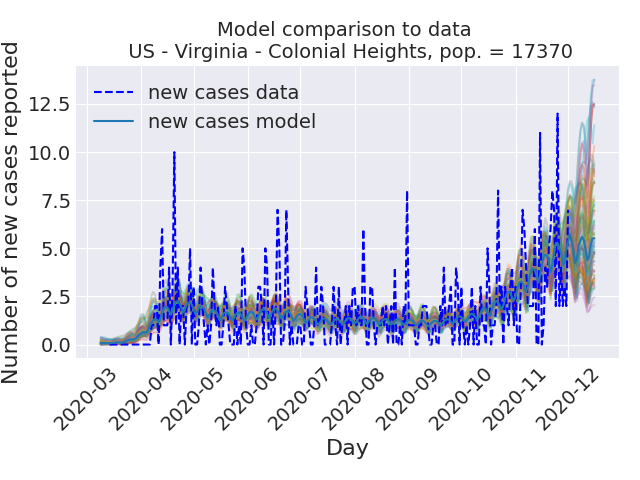 Model comparison to data
US - Virginia - Colonial Heights, pop. = 17370
Number of new cases reported
12.5
10.0
7.5
5.0
2.5
0.0
new cases data
new cases model
2020-03
2020-04
2020-05
2020-06
2020-07
2020-08
2020-09
2020-10
2020-11
2020-12
Day